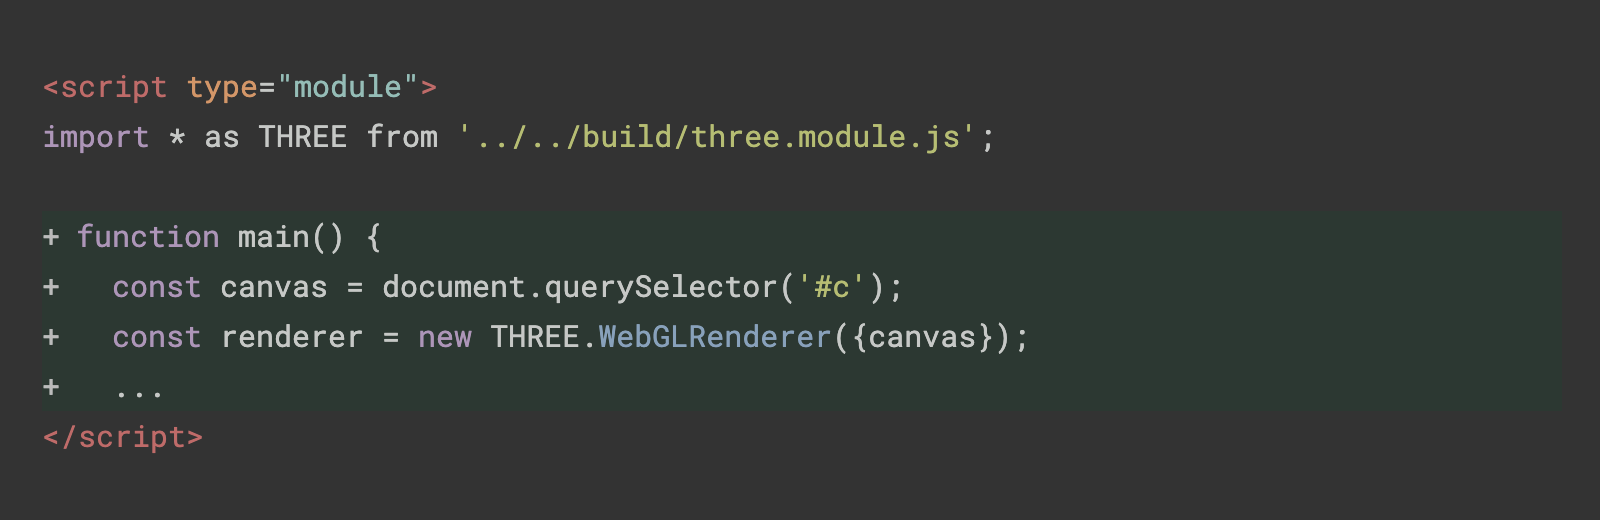 <script type="module">
import * as THREE from '../../build/three.module.js';

+ function main() {
+   const canvas = document.querySelector('#c');
+   const renderer = new THREE.WebGLRenderer({canvas});
+   ...
</script>